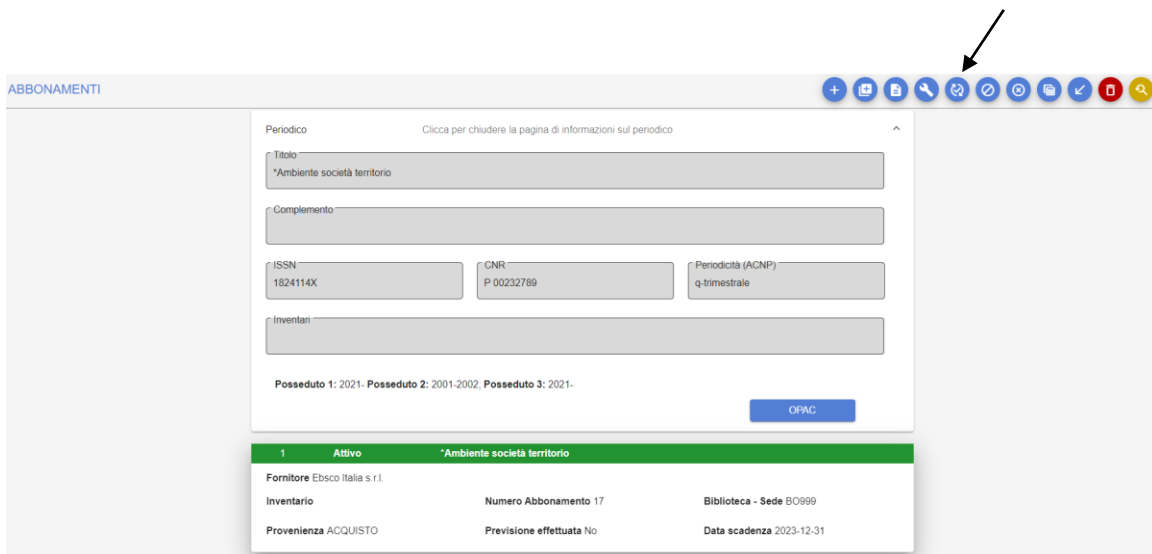 ABBONAMENTI
Periodico Clicca per chiudere la pagina di informazioni sul periodico
Titolo
*Ambiente società territorio
Complemento
ISSN CNR Periodicità (ACNP)
1824114X P 00232789 q-trimestrale
Inventari
Posseduto 1: 2021- Posseduto 2: 2001-2002; Posseduto 3: 2021-
OPAC
1 Attivo *Ambiente società territorio
Fornitore Ebsco Italia s.r.l.
Inventario Numero Abbonamento 17 Biblioteca - Sede BO999
Provenienza ACQUISTO Previsione effettuata No Data scadenza 2023-12-31